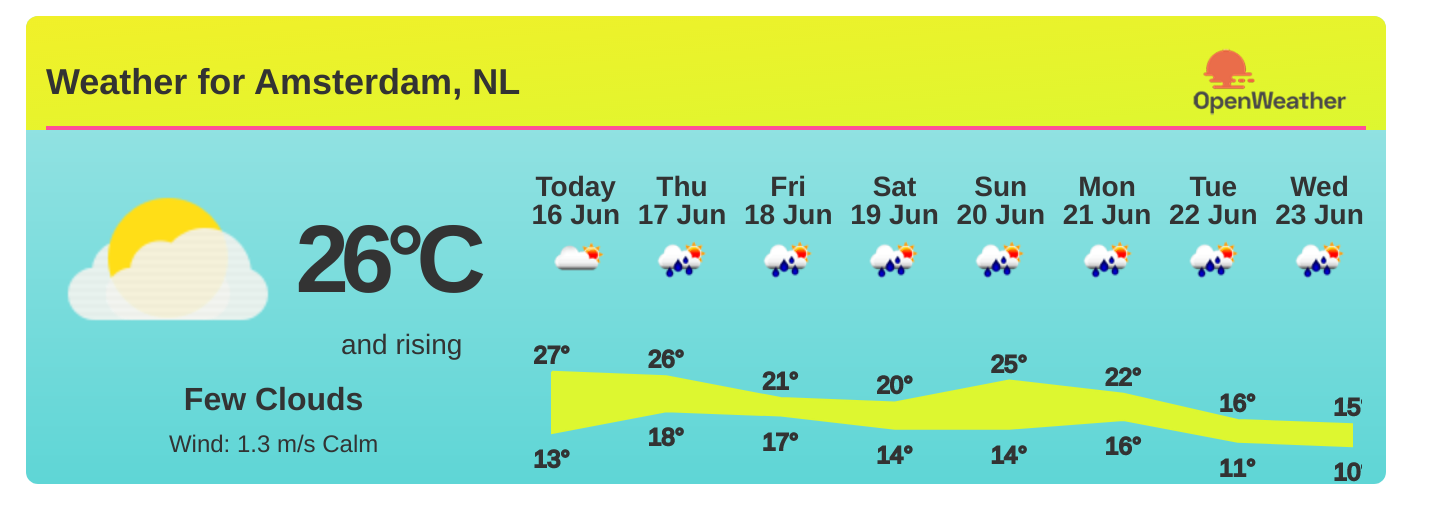 Weather for Amsterdam, NL
OpenWeather
26°C
and rising
Few Clouds
Wind: 1.3 m/s Calm
Today Thu Fri Sat Sun Mon Tue Wed
16 Jun 17 Jun 18 Jun 19 Jun 20 Jun 21 Jun 22 Jun 23 Jun
27° 26° 21° 20° 25° 22° 16° 15°
13° 18° 17° 14° 14° 16° 11° 10°